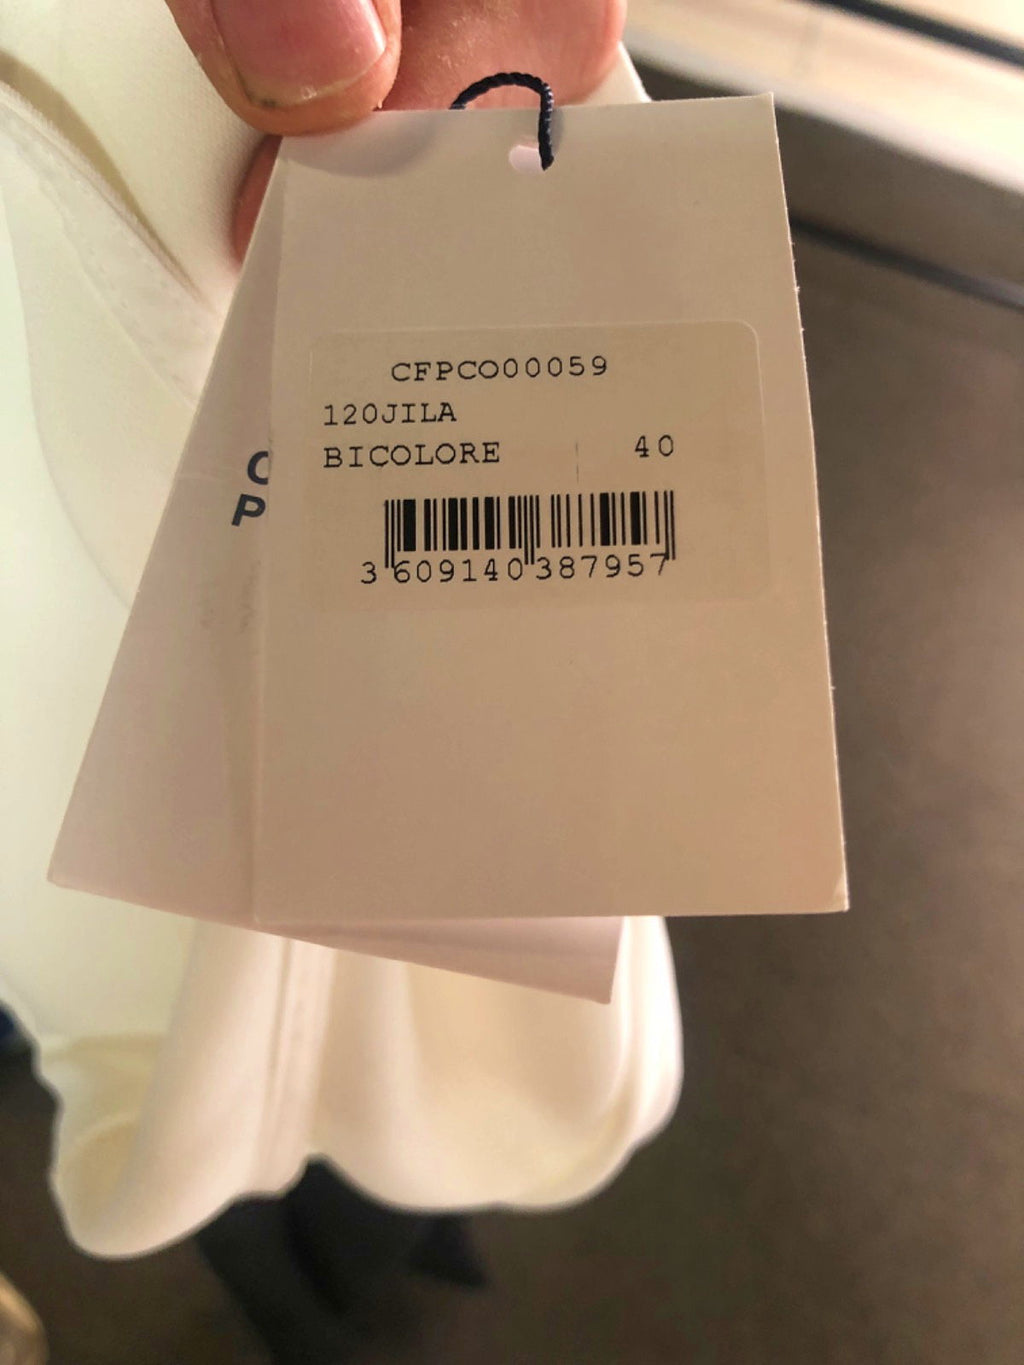 CFPCO00059
120JILA
BICOLORE 40
3 609140 387957
C
P